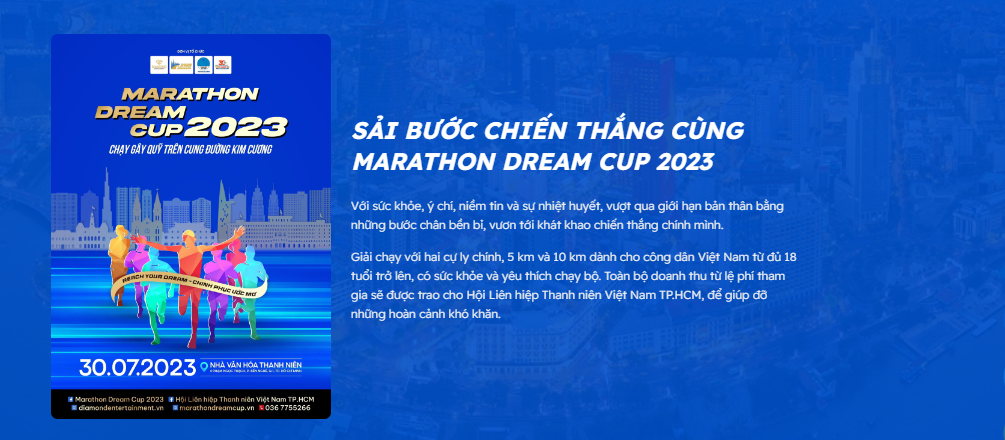 ĐƠN VỊ TỔ CHỨC
MARATHON
DREAM
CUP 2023
CHẠY GÂY QUỸ TRÊN CUNG ĐƯỜNG KIM CƯƠNG
REACH YOUR DREAM - CHINH PHỤC ƯỚC MƠ
30.07.2023
NHÀ VĂN HÓA THANH NIÊN
Marathon Dream Cup 2023 Hội Liên hiệp Thanh niên Việt Nam TP.HCM
diamondentertainment.vn marathondreamcup.vn 036 7755266
SẢI BƯỚC CHIẾN THẮNG CÙNG
MARATHON DREAM CUP 2023
Với sức khỏe, ý chí, niềm tin và sự nhiệt huyết, vượt qua giới hạn bản thân bằng
những bước chân bền bỉ, vươn tới khát khao chiến thắng chính mình.
Giải chạy với hai cự ly chính, 5 km và 10 km dành cho công dân Việt Nam từ đủ 18
tuổi trở lên, có sức khỏe và yêu thích chạy bộ. Toàn bộ doanh thu từ lệ phí tham
gia sẽ được trao cho Hội Liên hiệp Thanh niên Việt Nam TP.HCM, để giúp đỡ
những hoàn cảnh khó khăn.